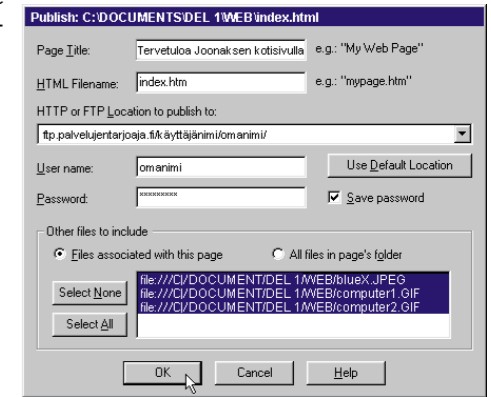 Publish: C:\DOCUMENTS\DEL 1\WEB\index.html
Page Title: Tervetuloa Joonaksen kotisivulla e.g.: "My Web Page"
HTML Filename: index.htm e.g.: "mypage.htm"
HTTP or FTP Location to publish to:
ftp.palvelujentarjoaja.fi/käyttäjänimi/omanimi/
User name: omanimi Use Default Location
Password: ********* Save password
Other files to include
Files associated with this page All files in page's folder
Select None
Select All
file:///C|/DOCUMENT/DEL 1/WEB/blueX.JPEG
file:///C|/DOCUMENT/DEL 1/WEB/computer1.GIF
file:///C|/DOCUMENT/DEL 1/WEB/computer2.GIF
OK Cancel Help